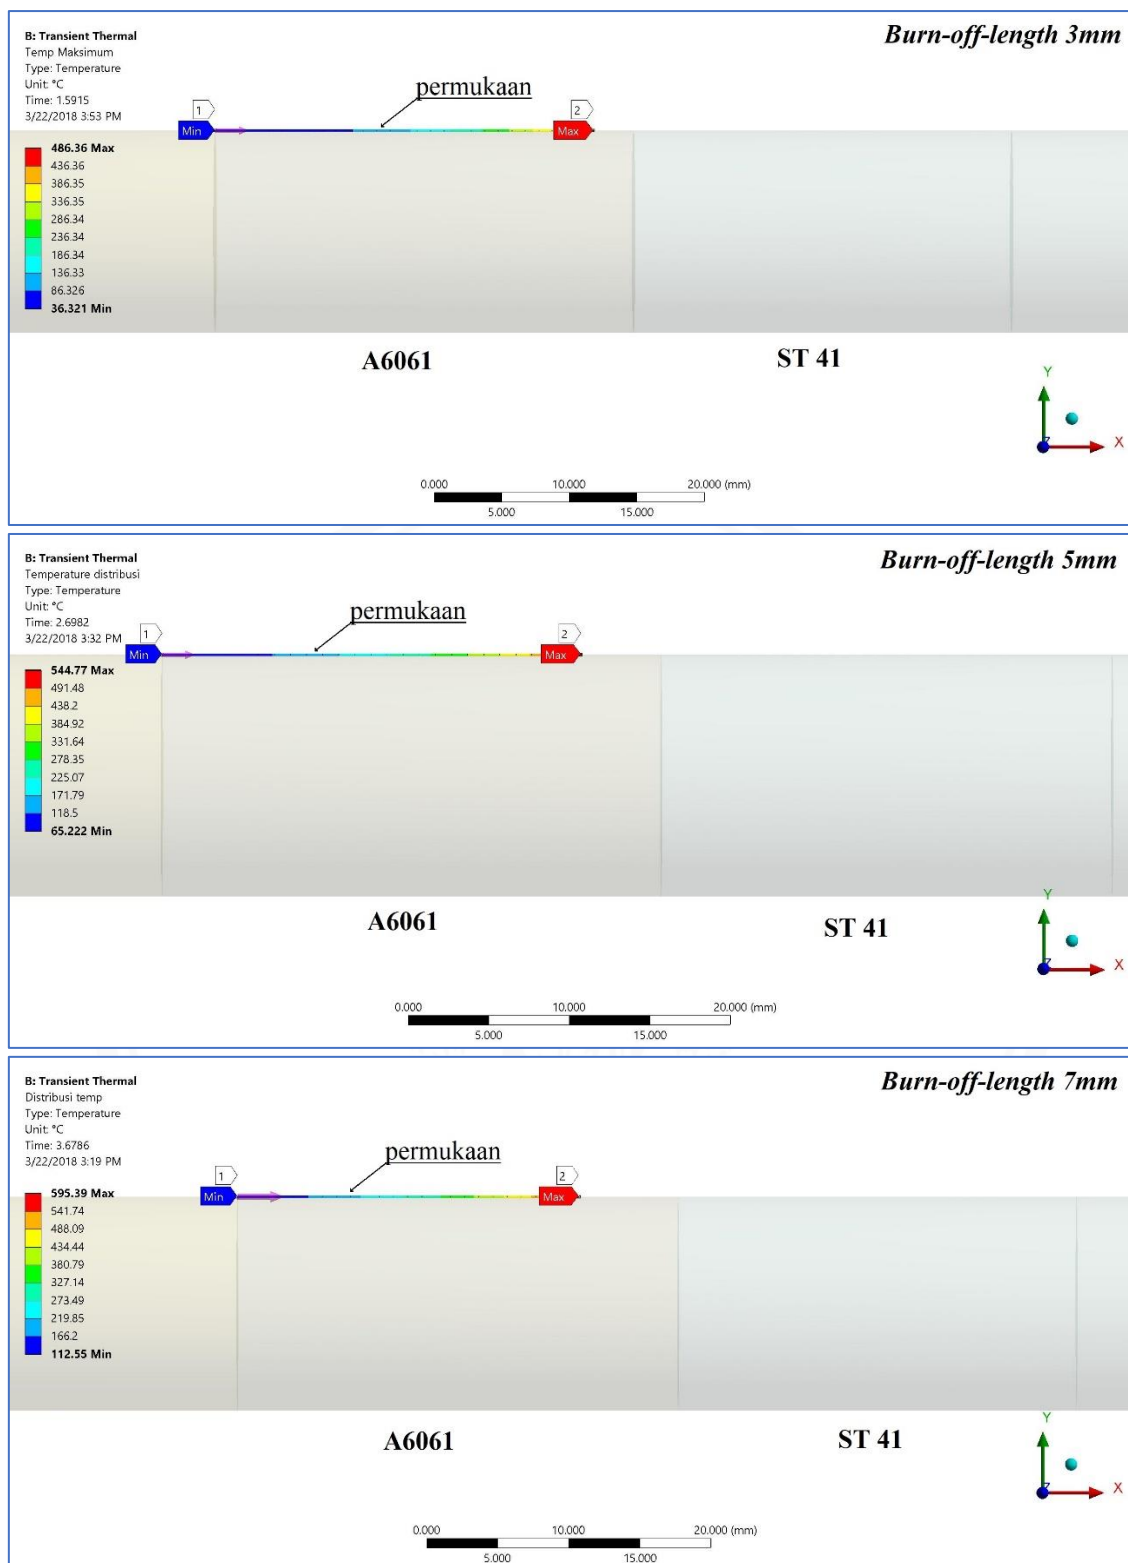 Burn-off-length 3mm
B: Transient Thermal
Temp Maksimum
Type: Temperature
Unit: °C
Time: 1.5915
3/22/2018 3:53 PM
permukaan
1
2
Min
Max
486.36 Max
436.36
386.35
336.35
286.34
236.34
186.34
136.33
86.326
36.321 Min
A6061
ST 41
Y
Z
X
0.000
10.000
20.000 (mm)
5.000
15.000
Burn-off-length 5mm
B: Transient Thermal
Temperature distribusi
Type: Temperature
Unit: °C
Time: 2.6982
3/22/2018 3:32 PM
permukaan
1
2
Min
Max
544.77 Max
491.48
438.2
384.92
331.64
278.35
225.07
171.79
118.5
65.222 Min
A6061
ST 41
Y
Z
X
0.000
10.000
20.000 (mm)
5.000
15.000
Burn-off-length 7mm
B: Transient Thermal
Distribusi temp
Type: Temperature
Unit: °C
Time: 3.6786
3/22/2018 3:19 PM
permukaan
1
2
Min
Max
595.39 Max
541.74
488.09
434.44
380.79
327.14
273.49
219.85
166.2
112.55 Min
A6061
ST 41
Y
Z
X
0.000
10.000
20.000 (mm)
5.000
15.000